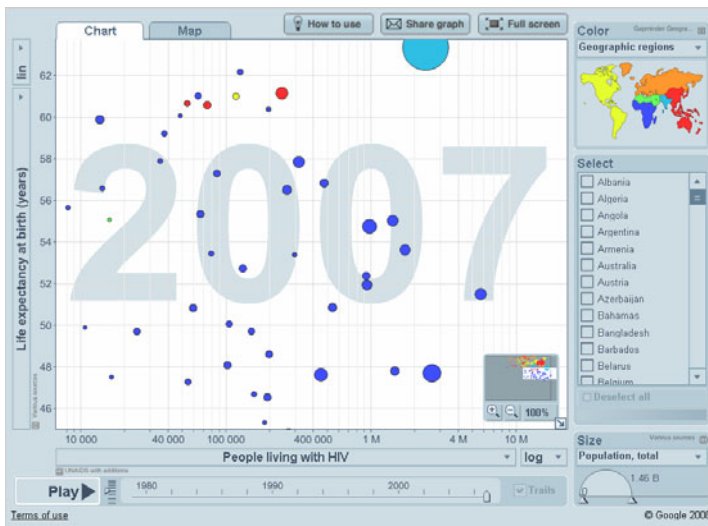 Chart
Map
How to use
Share graph
Full screen
Color
Geographic regions
lin
Life expectancy at birth (years)
62
60
58
56
54
52
50
48
46
2007
10 000
40 000
100 000
400 000
1 M
4 M
10 M
100%
People living with HIV
log
Play
1980
1990
2000
Trails
Terms of use
Select
Albania
Algeria
Angola
Argentina
Armenia
Australia
Austria
Azerbaijan
Bahamas
Bangladesh
Barbados
Belarus
Belgium
Deselect all
Size
Various sources
Population, total
1.46 B
0